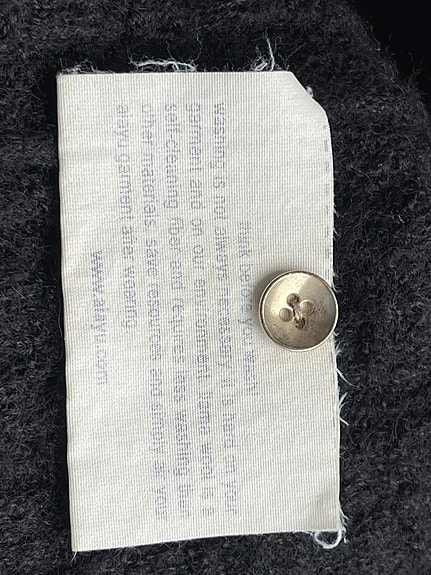 think before you wash!
washing is not always necessary. it is hard on your
garment and on our environment. llama wool is a
self-cleaning fiber and requires less washing than
other materials. save resources and simply air your
aiayu garment after wearing
www.aiayu.com